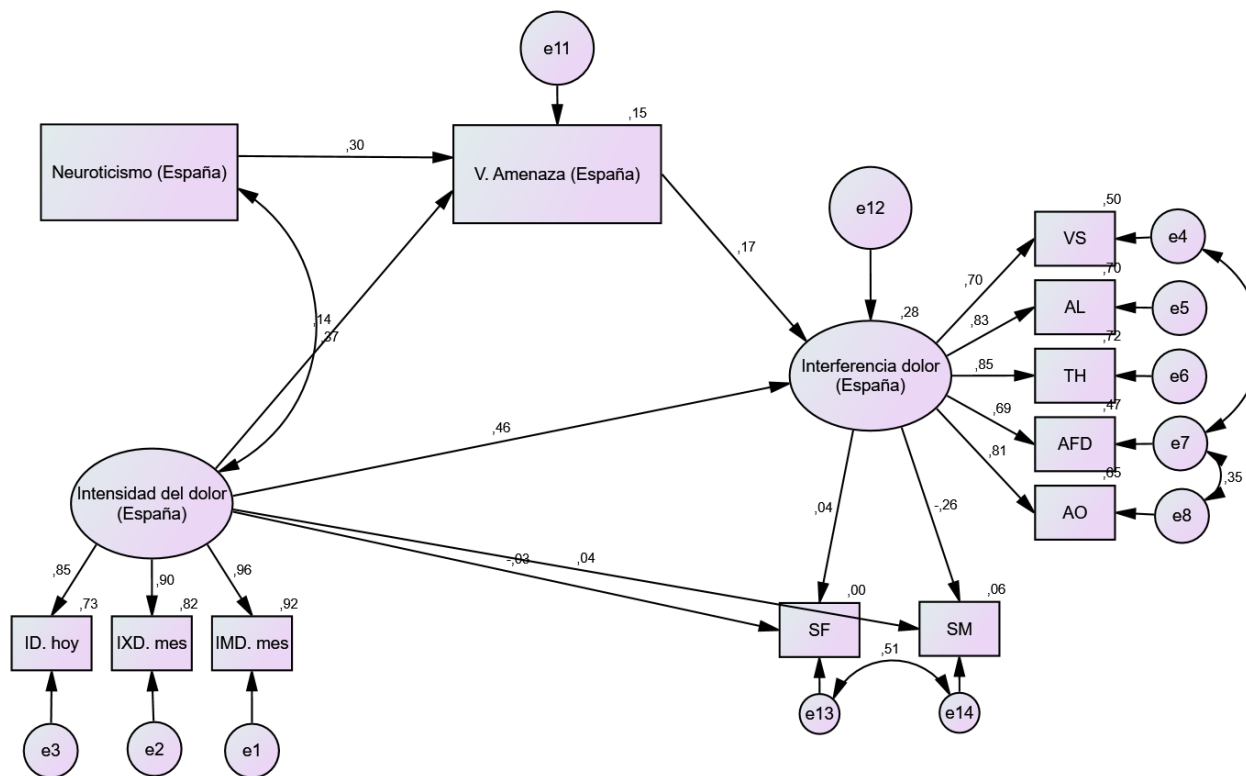 e11
,15
Neuroticismo (España)
,30
V. Amenaza (España)
e12
,50
VS
e4
,17
,70
,70
AL
e5
,14
,37
,28
,83
,72
Interferencia dolor
(España)
,85
TH
e6
,47
,69
AFD
e7
,46
,81
,65
,35
AO
e8
Intensidad del dolor
(España)
,04
-,26
-,03
,04
,85
,90
,96
,73
,82
,92
,00
,06
ID. hoy
IXD. mes
IMD. mes
SF
SM
,51
e13
e14
e3
e2
e1